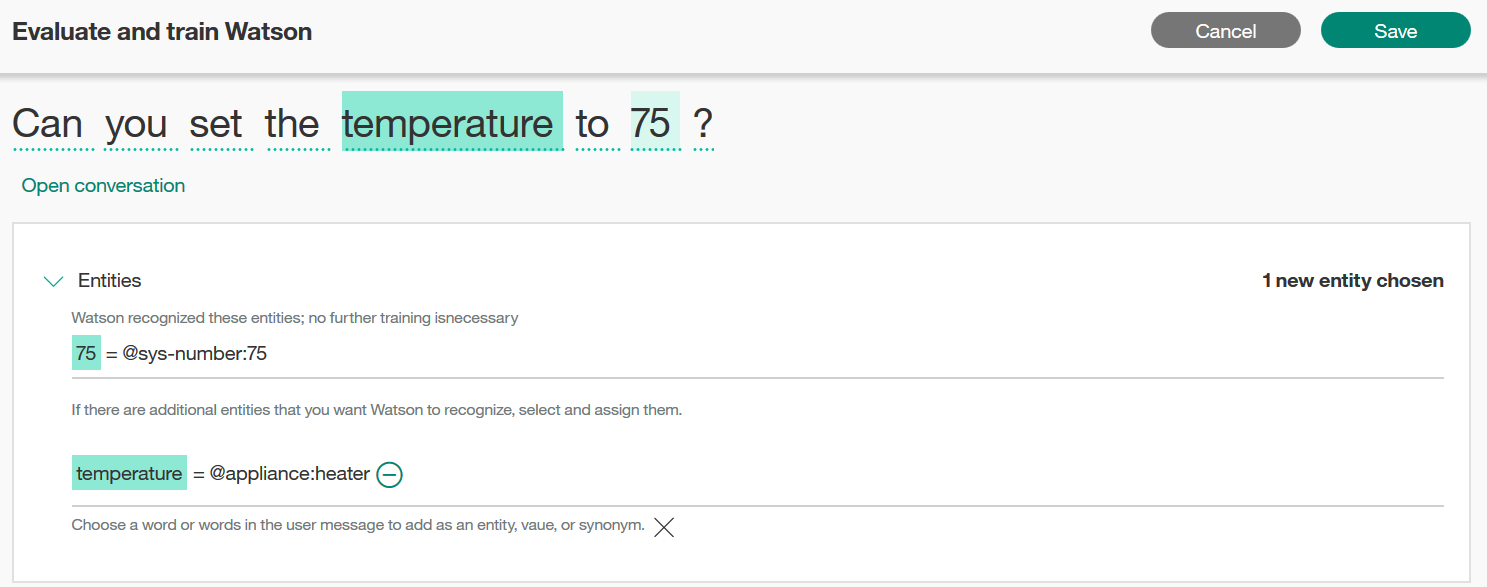 Evaluate and train Watson
Cancel
Save
Can you set the temperature to 75 ?
Open conversation
Entities
1 new entity chosen
Watson recognized these entities; no further training isnecessary
75 = @sys-number:75
If there are additional entities that you want Watson to recognize, select and assign them.
temperature = @appliance:heater
Choose a word or words in the user message to add as an entity, vaue, or synonym.